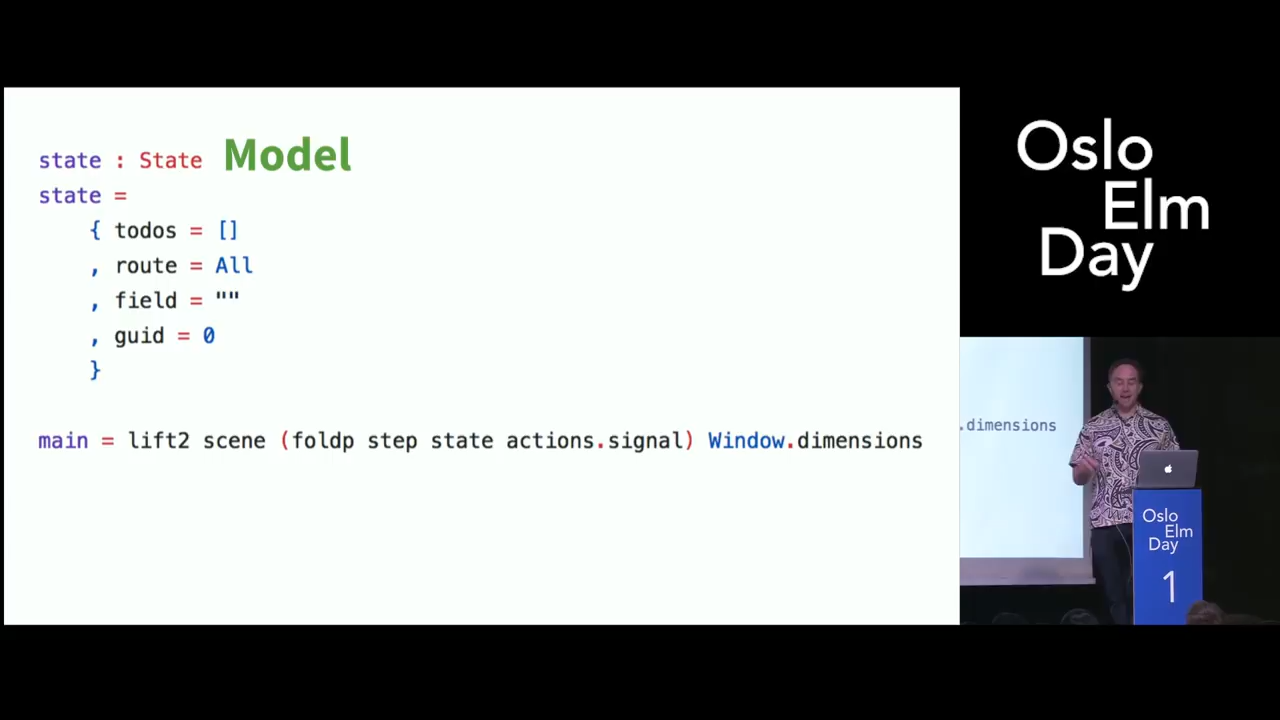 state : State Model
state =
{ todos = []
, route = All
, field = ""
, guid = 0
}
main = lift2 scene (foldp step state actions.signal) Window.dimensions
Oslo
Elm
Day
.dimensions
Oslo
Elm
Day
1